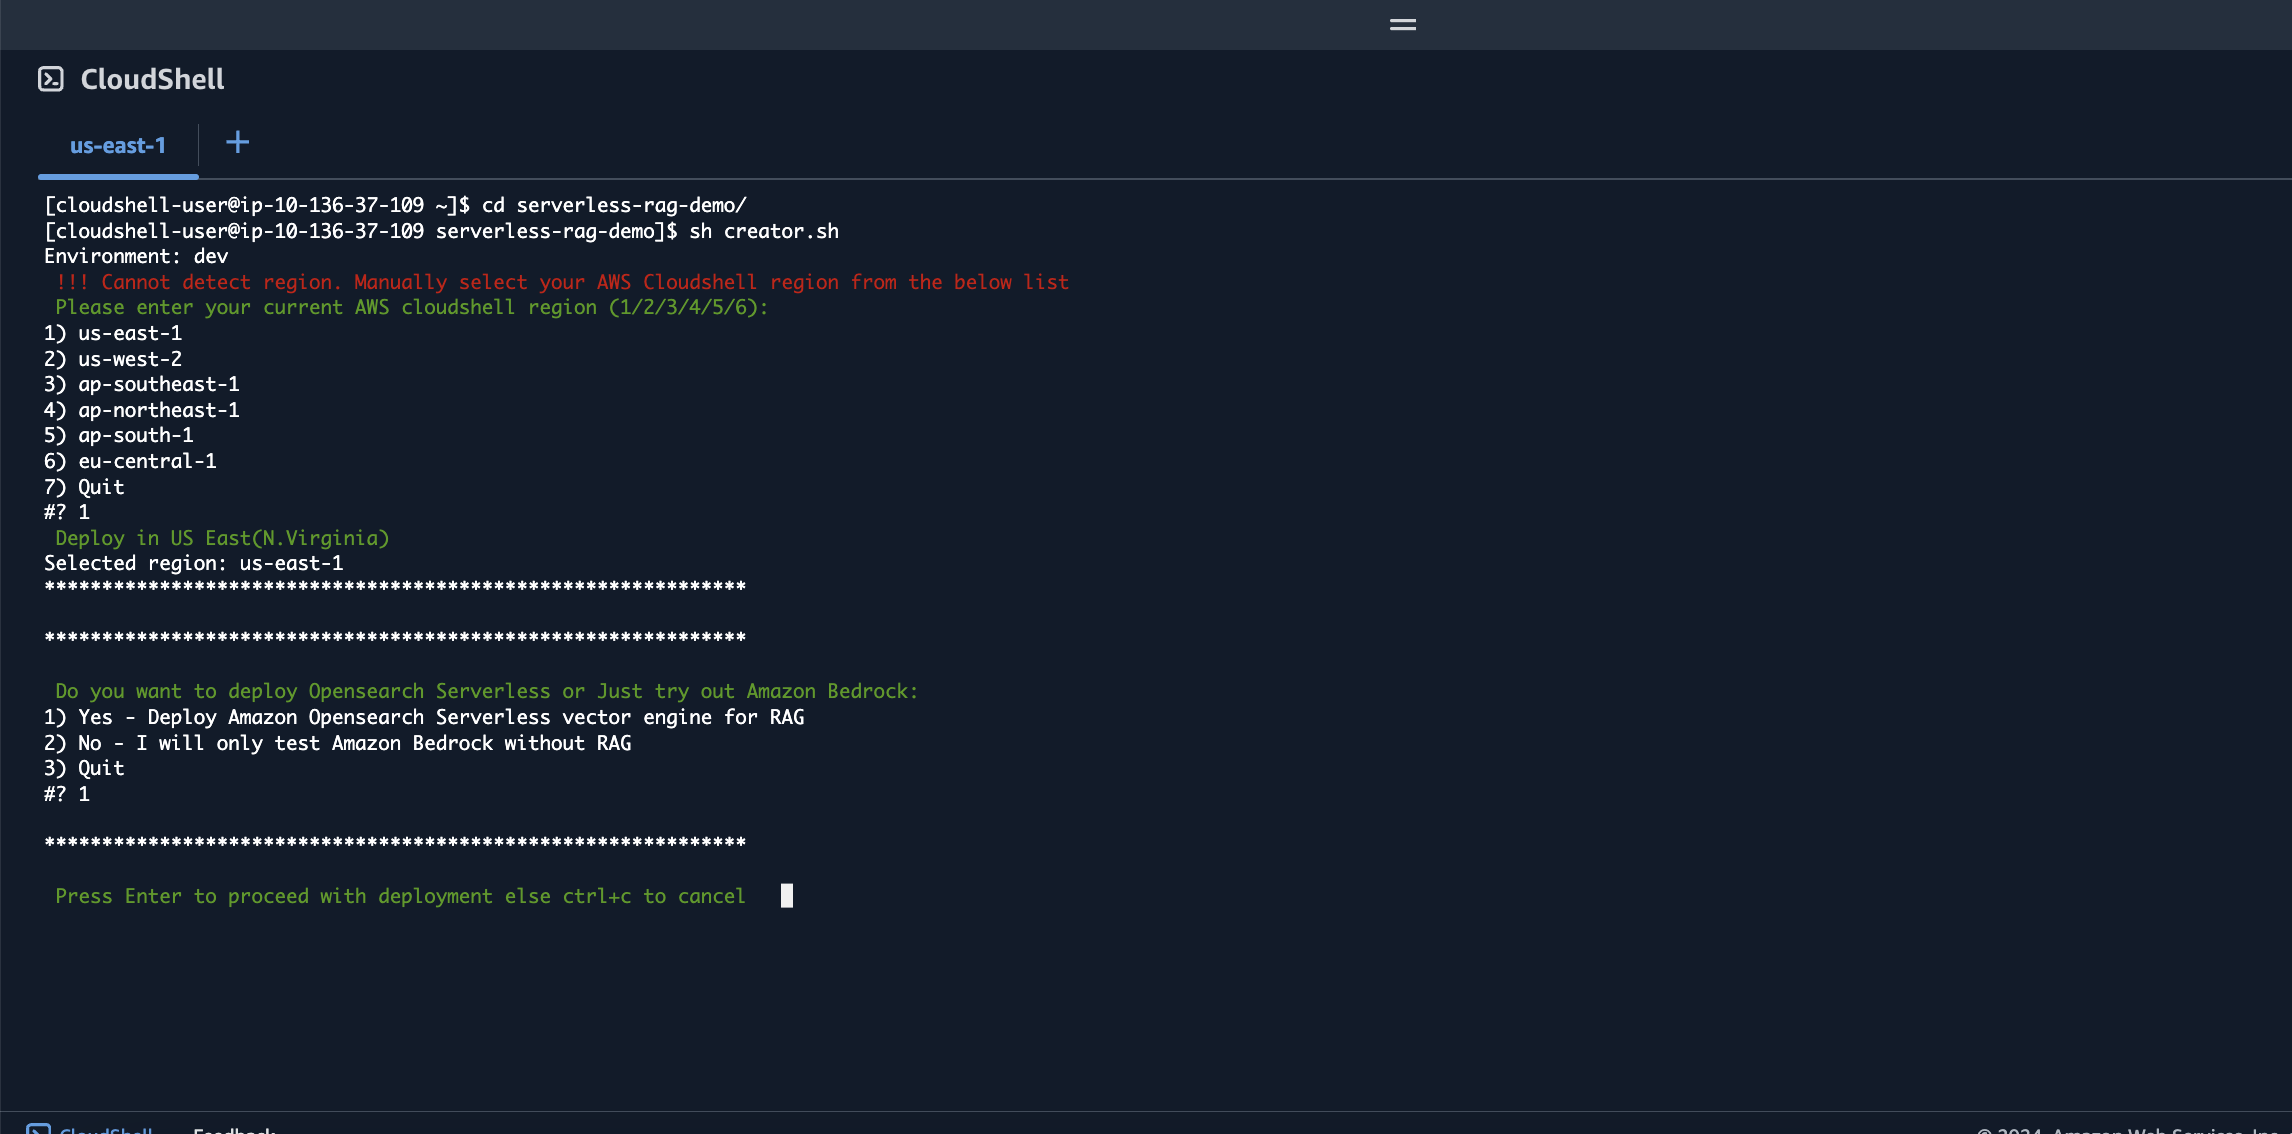 CloudShell
us-east-1 +
[cloudshell-user@ip-10-136-37-109 ~]$ cd serverless-rag-demo/
[cloudshell-user@ip-10-136-37-109 serverless-rag-demo]$ sh creator.sh
Environment: dev
!!! Cannot detect region. Manually select your AWS Cloudshell region from the below list
Please enter your current AWS cloudshell region (1/2/3/4/5/6):
1) us-east-1
2) us-west-2
3) ap-southeast-1
4) ap-northeast-1
5) ap-south-1
6) eu-central-1
7) Quit
#? 1
Deploy in US East(N.Virginia)
Selected region: us-east-1
*************************************************************
*************************************************************
Do you want to deploy Opensearch Serverless or Just try out Amazon Bedrock:
1) Yes - Deploy Amazon Opensearch Serverless vector engine for RAG
2) No - I will only test Amazon Bedrock without RAG
3) Quit
#? 1
*************************************************************
Press Enter to proceed with deployment else ctrl+c to cancel
CloudShell Feedback © 2024, Amazon Web Services, Inc.